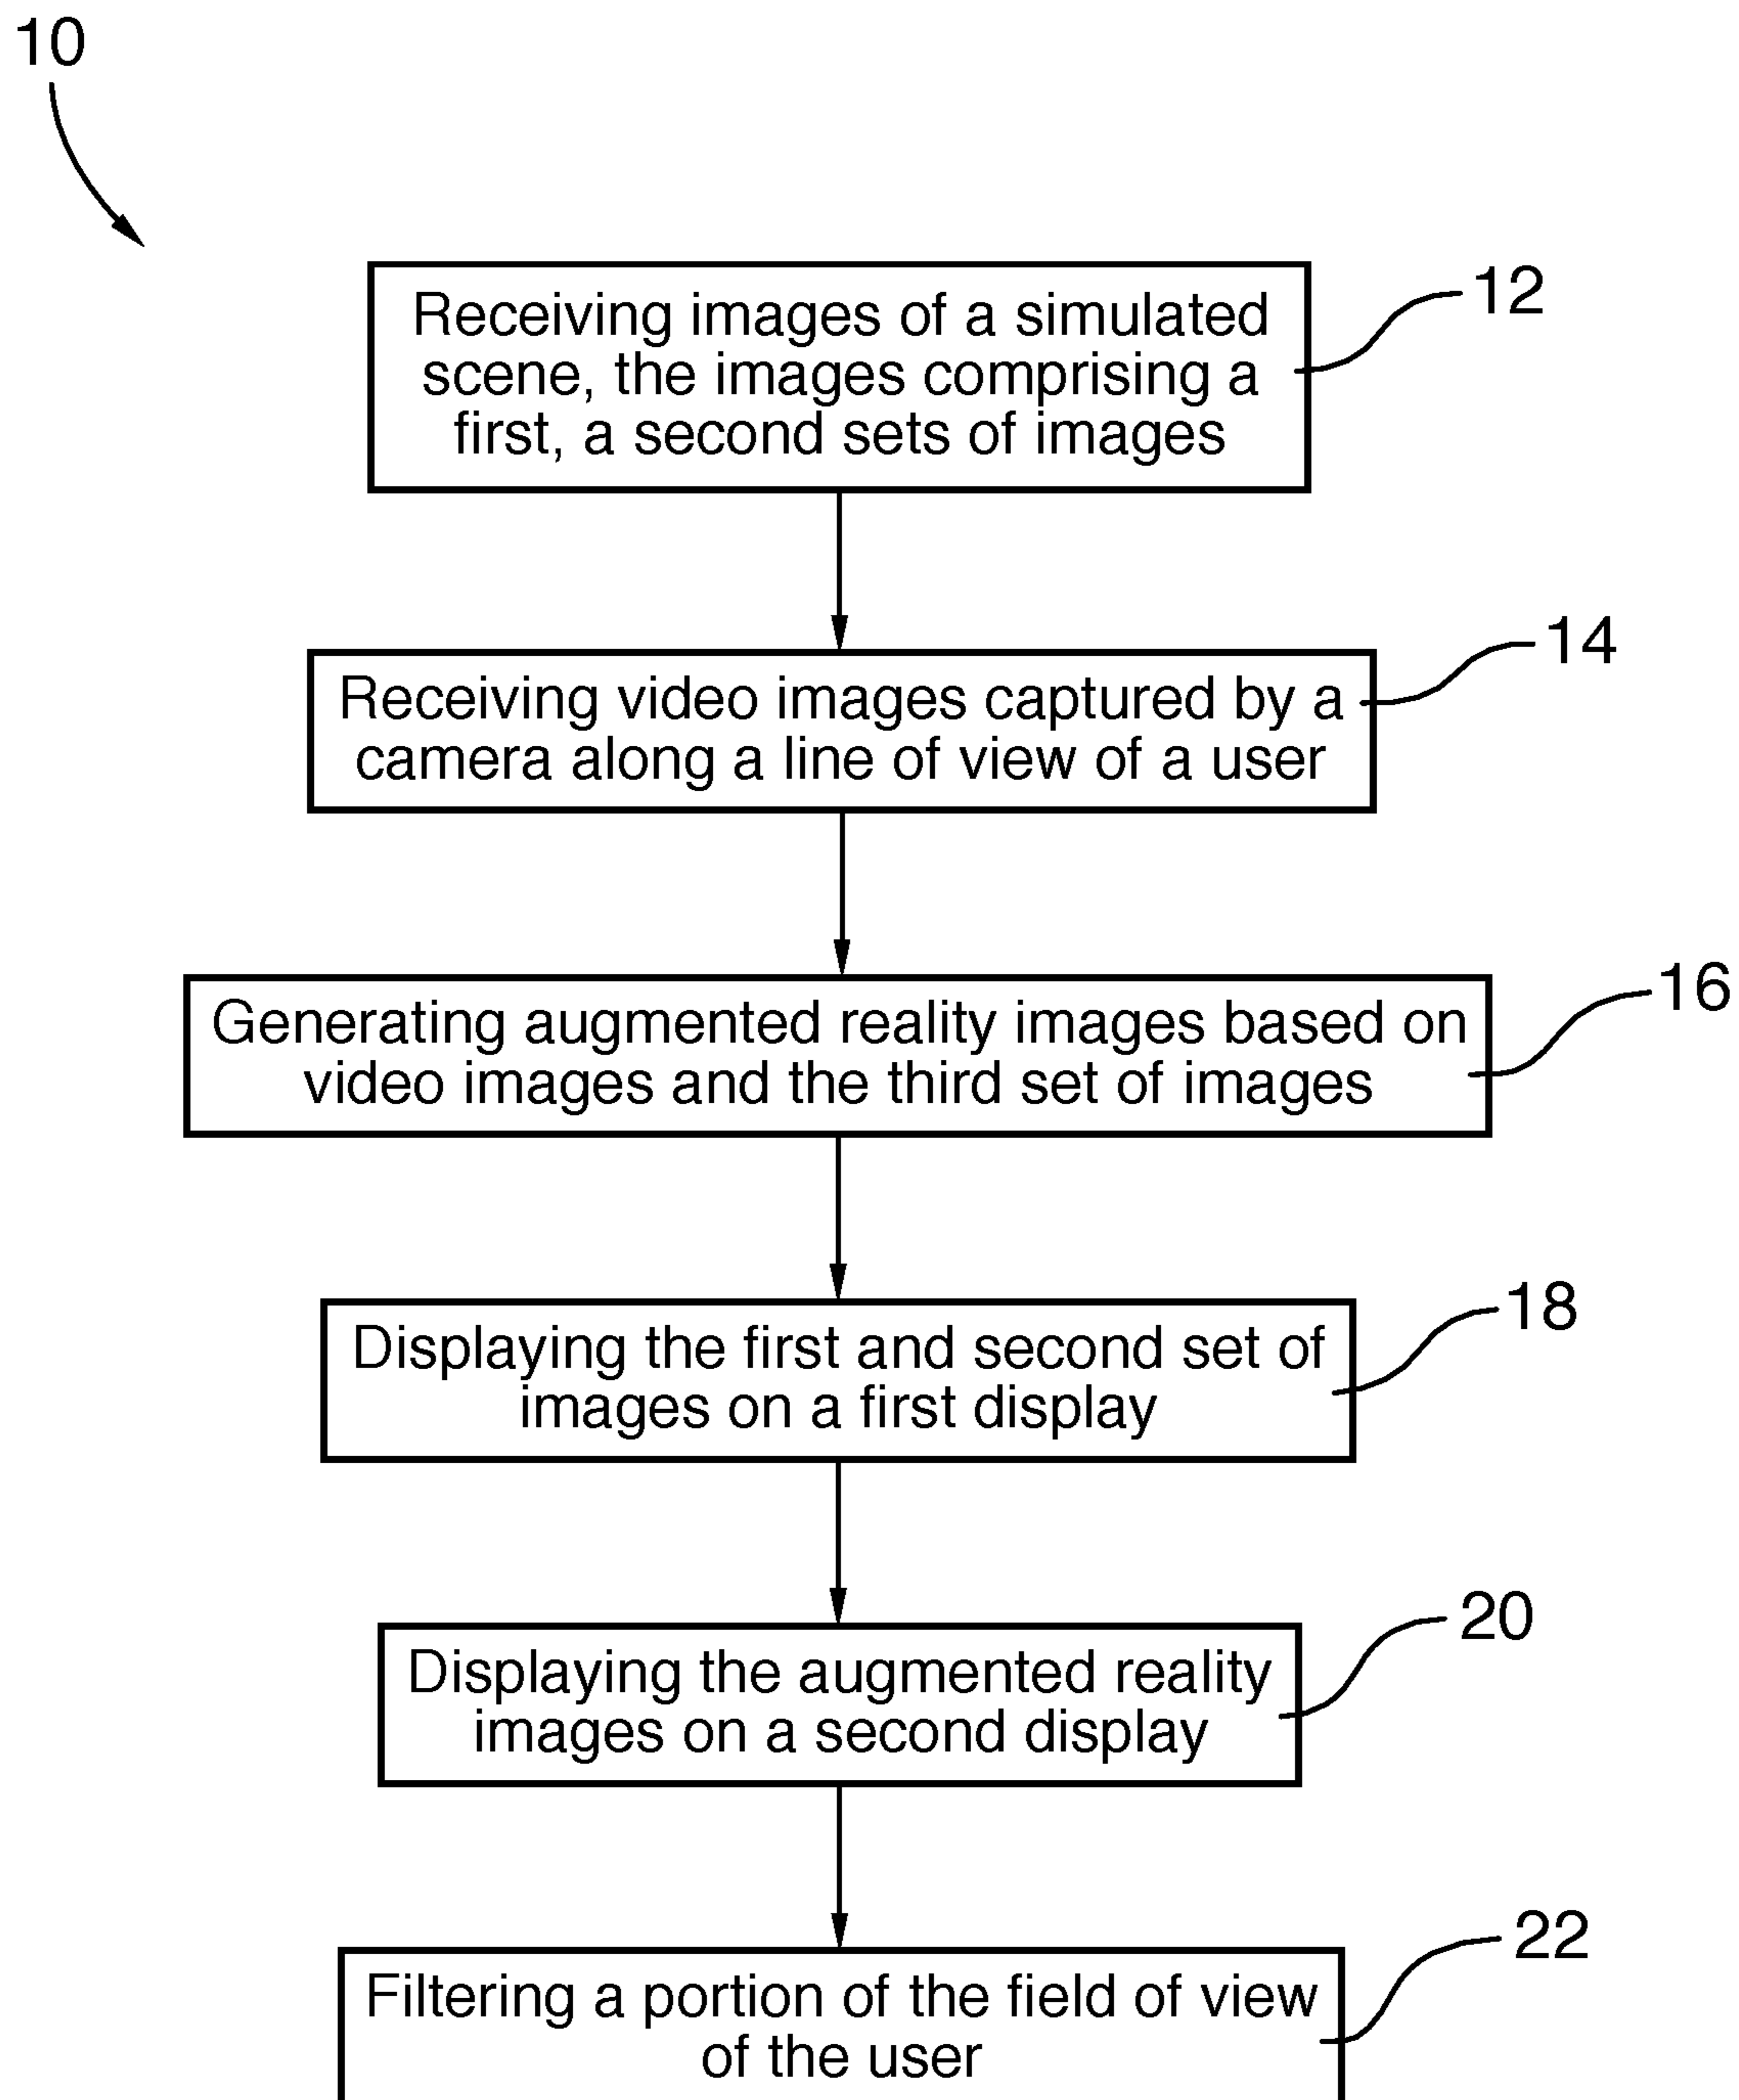 10
Receiving images of a simulated
scene, the images comprising a
first, a second sets of images
12
Receiving video images captured by a
camera along a line of view of a user
14
Generating augmented reality images based on
video images and the third set of images
16
Displaying the first and second set of
images on a first display
18
Displaying the augmented reality
images on a second display
20
Filtering a portion of the field of view
of the user
22